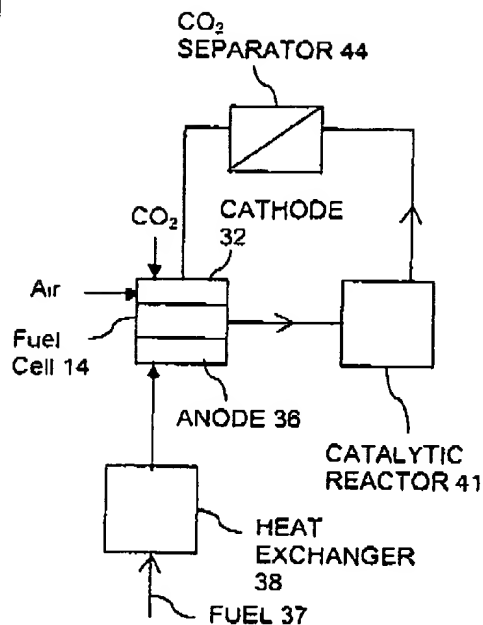 CO₂
SEPARATOR 44
CO₂
CATHODE
32
Air
Fuel
Cell 14
ANODE 36
CATALYTIC
REACTOR 41
HEAT
EXCHANGER
38
FUEL 37